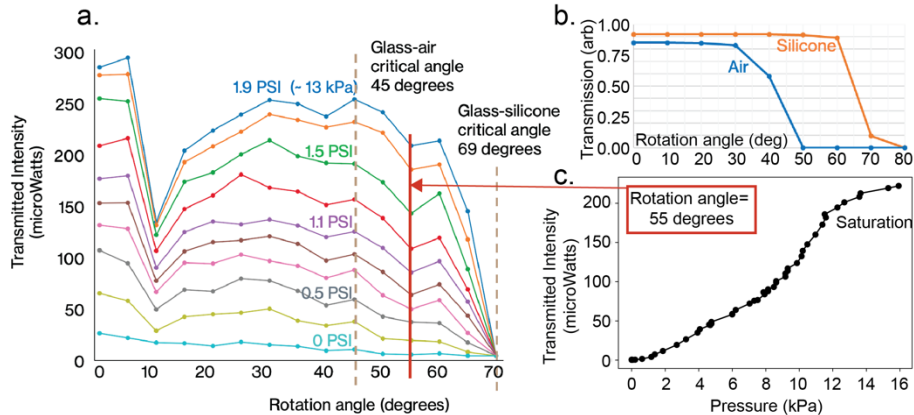 a.
300
250
200
150
100
50
0
Transmitted Intensity
(microWatts)
0 10 20 30 40 50 60 70
Rotation angle (degrees)
1.9 PSI (~ 13 kPa)
1.5 PSI
1.1 PSI
0.5 PSI
0 PSI
Glass-air
critical angle
45 degrees
Glass-silicone
critical angle
69 degrees
b.
1.00
0.75
0.50
0.25
0.00
Transmission (arb)
Silicone
Air
Rotation angle (deg)
0 10 20 30 40 50 60 70 80
c.
Rotation angle=
55 degrees
Saturation
200
150
100
50
0
Transmitted Intensity
(microWatts)
0 2 4 6 8 10 12 14 16
Pressure (kPa)